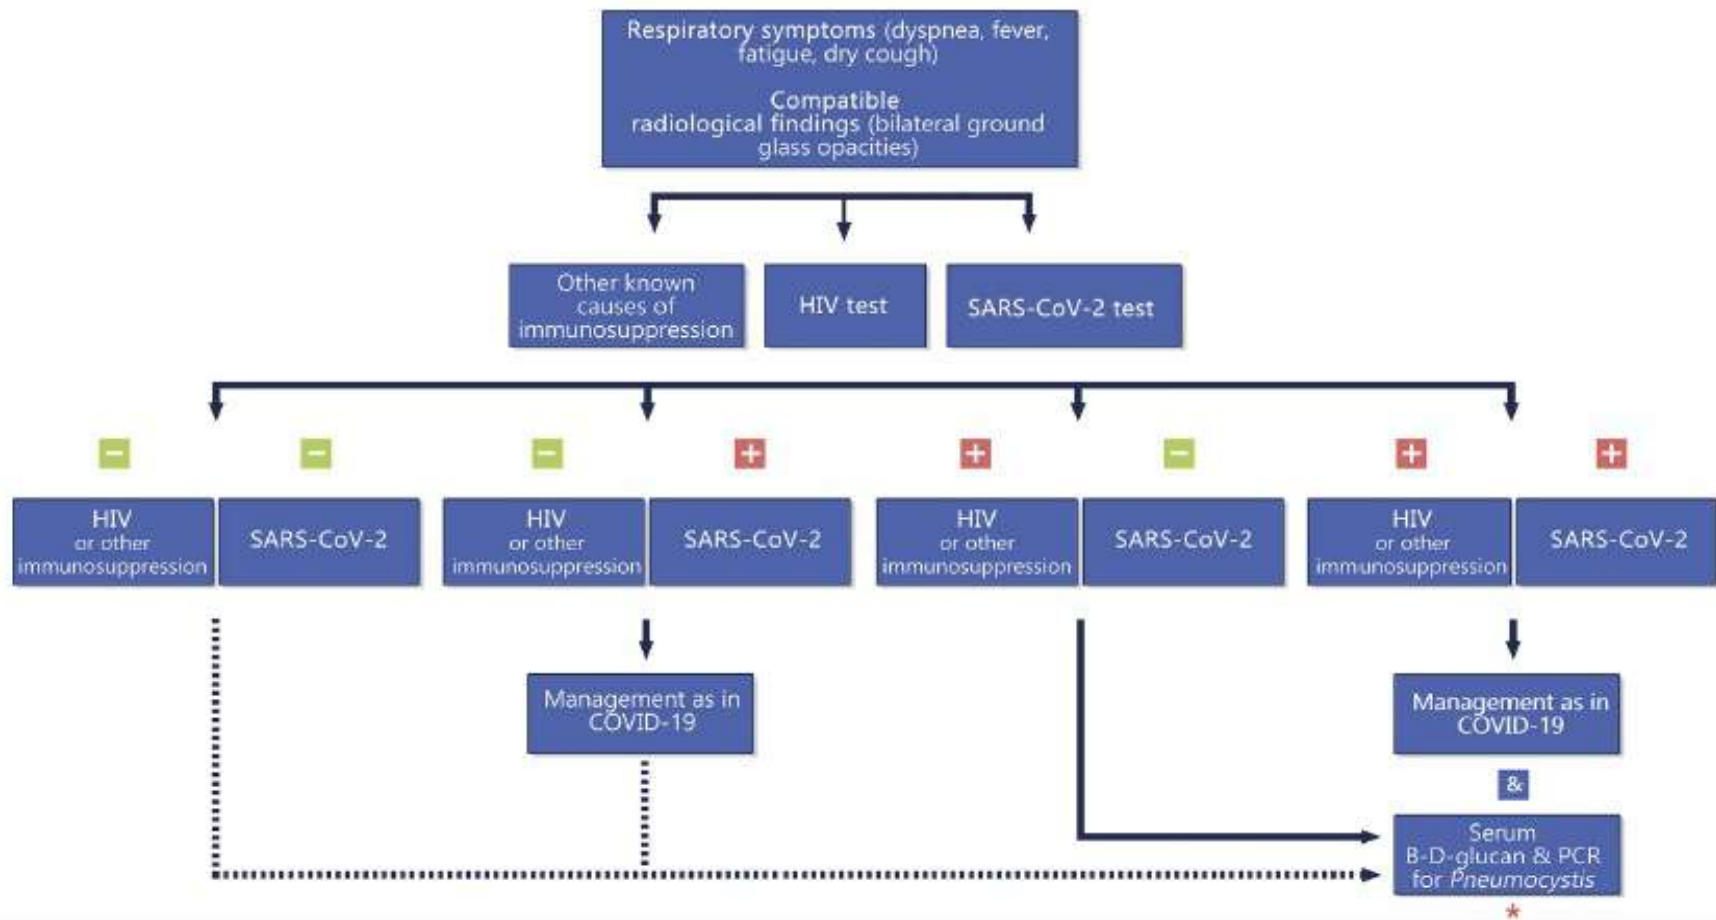 Respiratory symptoms (dyspnea, fever,
fatigue, dry cough)
Compatible
radiological findings (bilateral ground
glass opacities)
Other known
causes of
immunosuppression
HIV test
SARS-CoV-2 test
−
−
−
+
+
−
+
+
HIV
or other
immunosuppression
SARS-CoV-2
HIV
or other
immunosuppression
SARS-CoV-2
HIV
or other
immunosuppression
SARS-CoV-2
HIV
or other
immunosuppression
SARS-CoV-2
Management as in
COVID-19
Management as in
COVID-19
&
Serum
B-D-glucan & PCR
for Pneumocystis
*